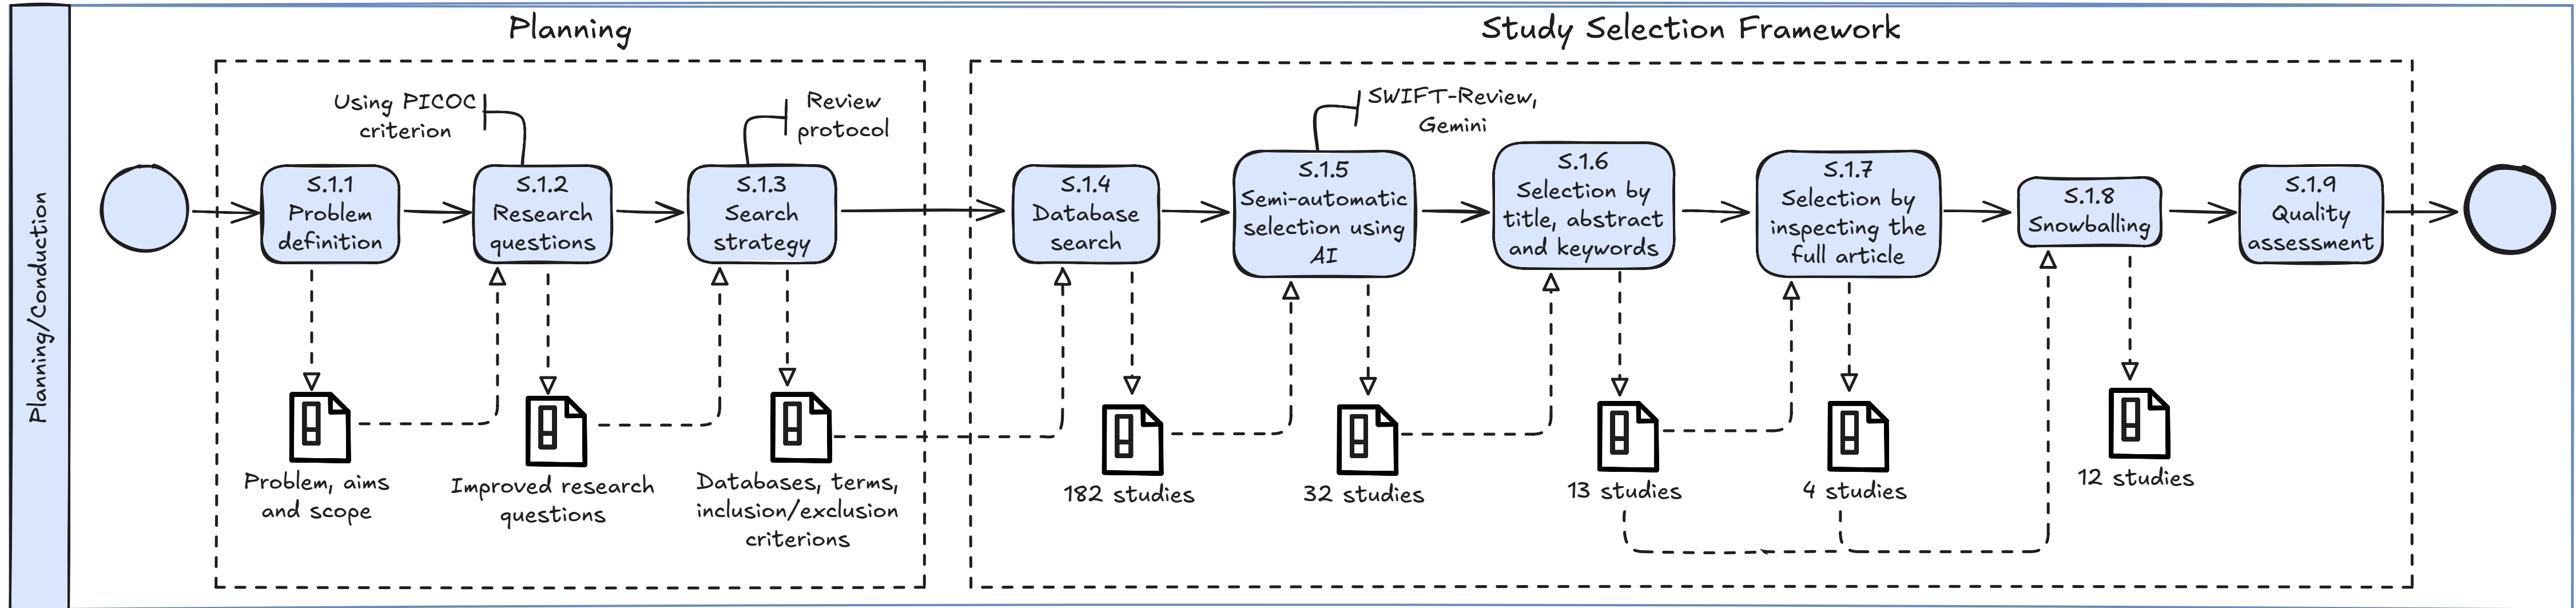 Planning
Study Selection Framework
Planning/Conduction
Using PICOC
criterion
Review
protocol
SWIFT-Review,
Gemini
S.1.1
Problem
definition
S.1.2
Research
questions
S.1.3
Search
strategy
S.1.4
Database
search
S.1.5
Semi-automatic
selection using
AI
S.1.6
Selection by
title, abstract
and keywords
S.1.7
Selection by
inspecting the
full article
S.1.8
Snowballing
S.1.9
Quality
assessment
Problem, aims
and scope
Improved research
questions
Databases, terms,
inclusion/exclusion
criterions
182 studies
32 studies
13 studies
4 studies
12 studies